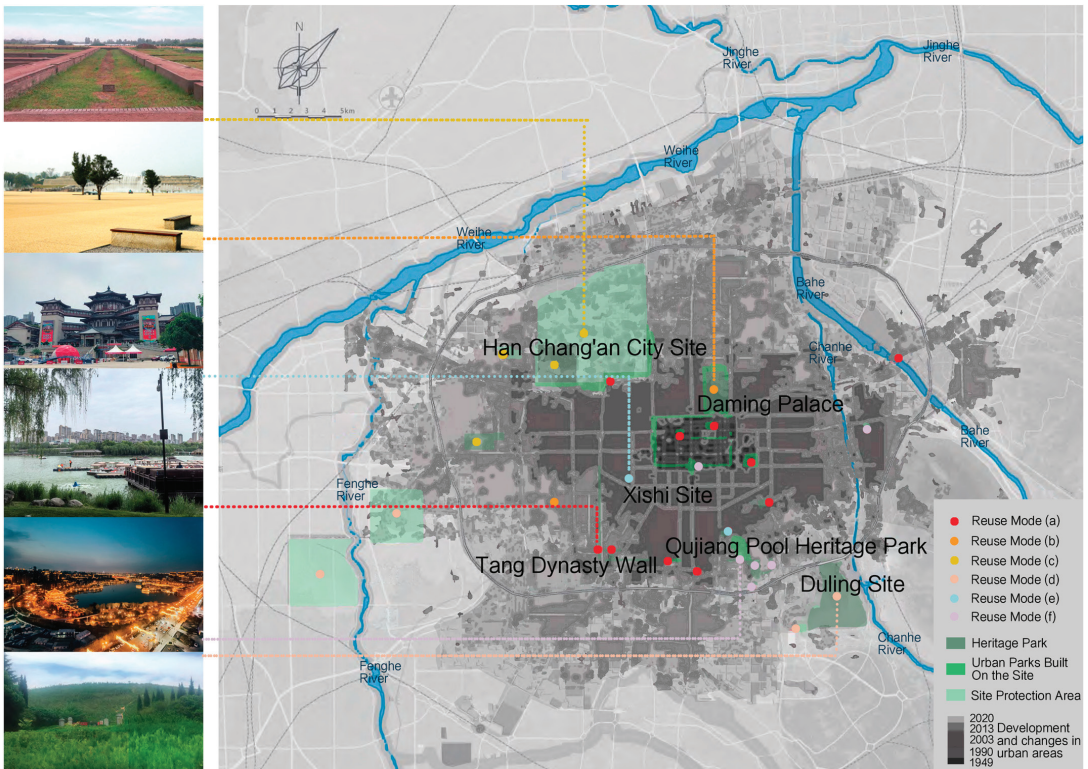 N
0 1 2 3 4 5km
Jinghe
River
Jinghe
River
Weihe
River
Weihe
River
Bahe
River
Chanhe
River
Han Chang'an City Site
Daming Palace
Bahe
River
Fenghe
River
Xishi Site
Tang Dynasty Wall
Qujiang Pool Heritage Park
Duling Site
Chanhe
River
Fenghe
River
Reuse Mode (a)
Reuse Mode (b)
Reuse Mode (c)
Reuse Mode (d)
Reuse Mode (e)
Reuse Mode (f)
Heritage Park
Urban Parks Built
On the Site
Site Protection Area
2020
2013 Development
2003 and changes in
1990 urban areas
1949